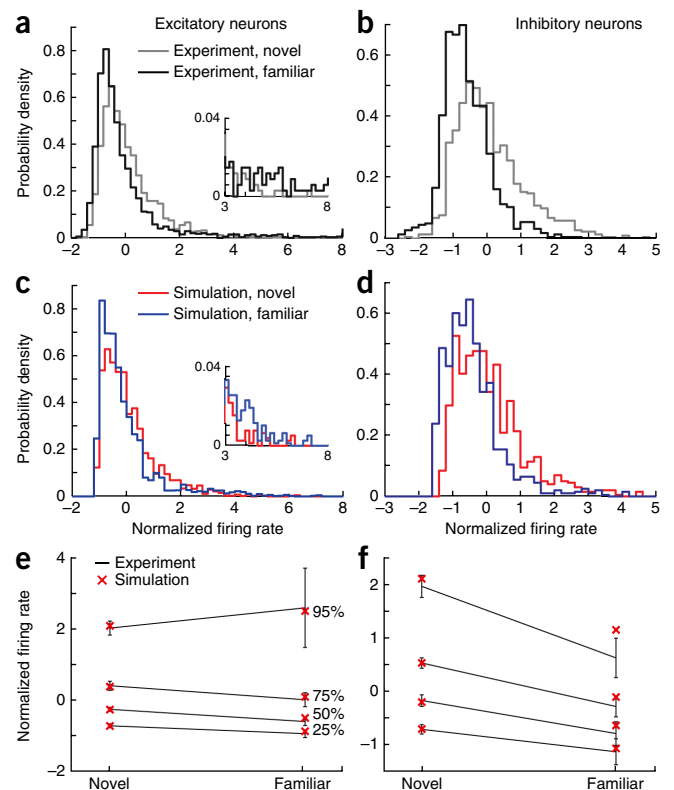 a
Excitatory neurons
Experiment, novel
Experiment, familiar
Probability density
0.8
0.6
0.4
0.2
0
−2 0 2 4 6 8
0.04
0
3 8
b
Inhibitory neurons
0.6
0.4
0.2
0
−3 −2 −1 0 1 2 3 4 5
c
Simulation, novel
Simulation, familiar
Probability density
0.8
0.6
0.4
0.2
0
−2 0 2 4 6 8
Normalized firing rate
0.04
0
3 8
d
0.6
0.4
0.2
0
−3 −2 −1 0 1 2 3 4 5
Normalized firing rate
e
Experiment
Simulation
Normalized firing rate
4
2
0
−2
95%
75%
50%
25%
Novel Familiar
f
2
1
0
−1
Novel Familiar